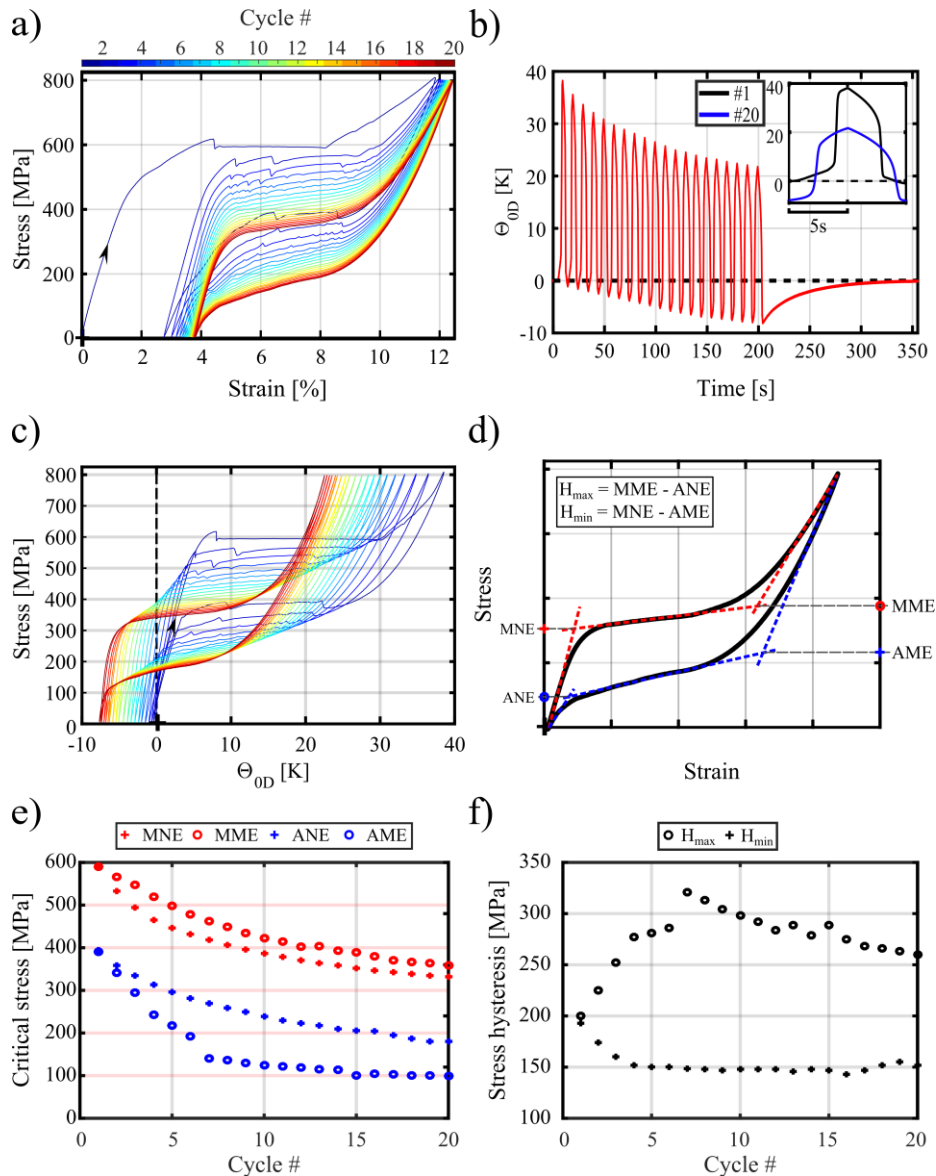 a)
Cycle #
2 4 6 8 10 12 14 16 18 20
800
600
400
200
0
Stress [MPa]
0 2 4 6 8 10 12
Strain [%]
b)
40
30
20
10
0
-10
Θ0D [K]
#1
#20
40
20
0
5s
0 50 100 150 200 250 300 350
Time [s]
c)
800
700
600
500
400
300
200
100
0
Stress [MPa]
-10 0 10 20 30 40
Θ0D [K]
d)
Hmax = MME - ANE
Hmin = MNE - AME
Stress
MNE
ANE
MME
AME
Strain
e)
MNE MME ANE AME
600
500
400
300
200
100
0
Critical stress [MPa]
0 5 10 15 20
Cycle #
f)
Hmax Hmin
350
300
250
200
150
100
Stress hysteresis [MPa]
0 5 10 15 20
Cycle #